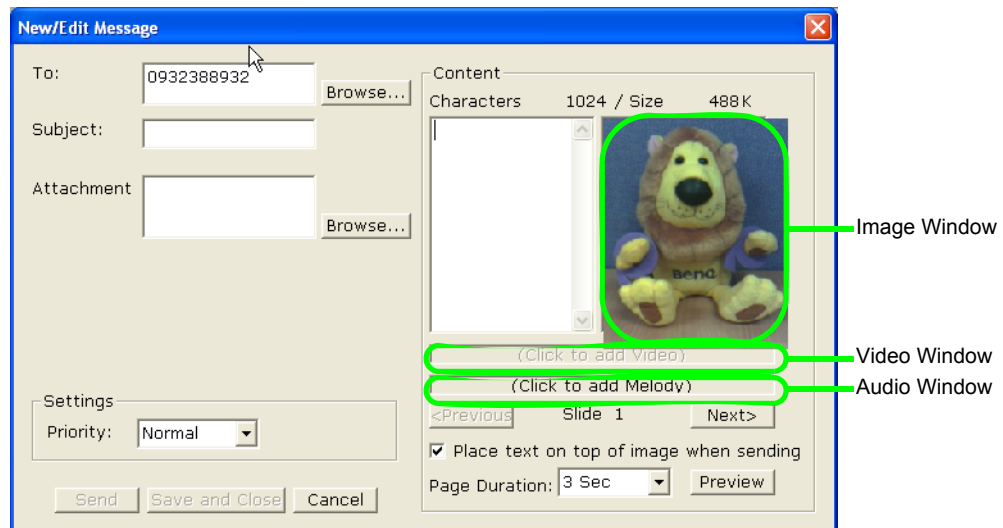 New/Edit Message
To:
0932388932
Browse...
Subject:
Attachment
Browse...
Settings
Priority:
Normal
Send
Save and Close
Cancel
Content
Characters 1024 / Size 488K
BenQ
(Click to add Video)
(Click to add Melody)
<Previous
Slide 1
Next>
Place text on top of image when sending
Page Duration:
3 Sec
Preview
Image Window
Video Window
Audio Window